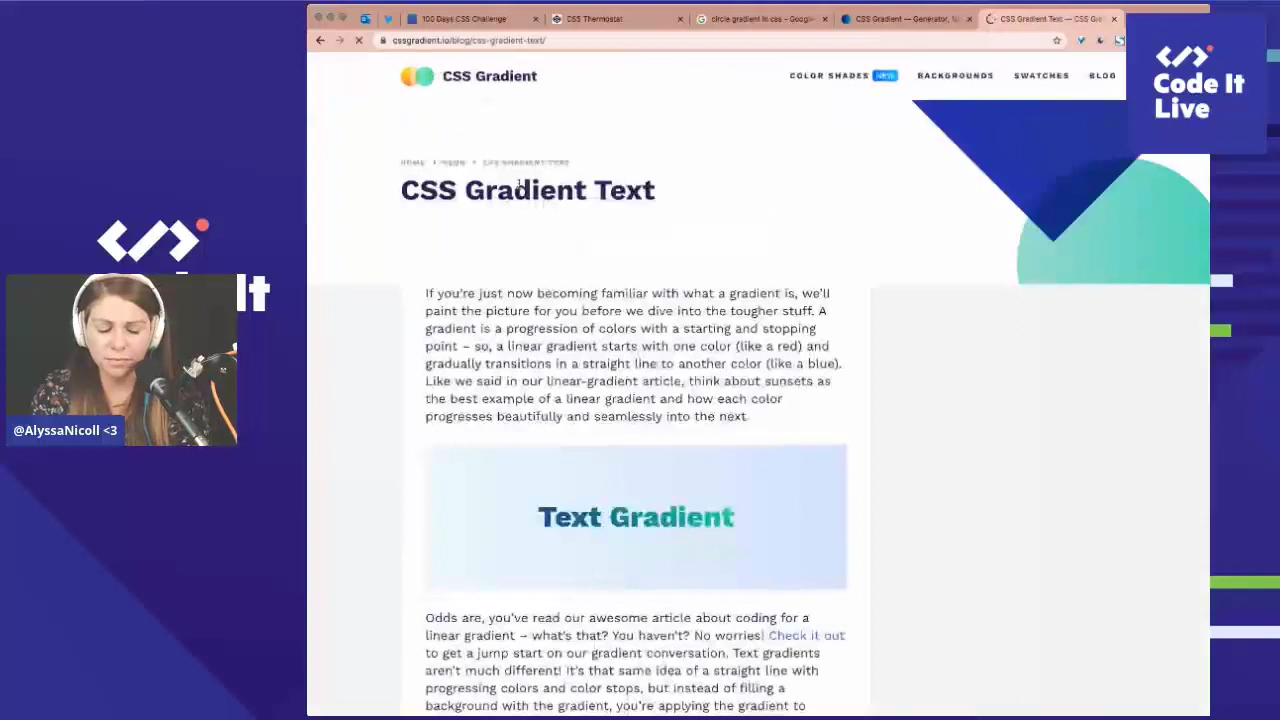 100 Days CSS Challenge
CSS Thermostat
circle gradient in css - Google
CSS Gradient — Generator,
CSS Gradient Text — CSS Gr
cssgradient.io/blog/css-gradient-text/
CSS Gradient
COLOR SHADES NEW
BACKGROUNDS
SWATCHES
BLOG
Code It
Live
HOME
CSS GRADIENT TEXT
CSS Gradient Text
If you're just now becoming familiar with what a gradient is, we'll
paint the picture for you before we dive into the tougher stuff. A
gradient is a progression of colors with a starting and stopping
point – so, a linear gradient starts with one color (like a red) and
gradually transitions in a straight line to another color (like a blue).
Like we said in our linear-gradient article, think about sunsets as
the best example of a linear gradient and how each color
progresses beautifully and seamlessly into the next.
It
@AlyssaNicoll <3
Text Gradient
Odds are, you've read our awesome article about coding for a
linear gradient – what's that? You haven't? No worries! Check it out
to get a jump start on our gradient conversation. Text gradients
aren't much different! It's that same idea of a straight line with
progressing colors and color stops, but instead of filling a
background with the gradient, you're applying the gradient to